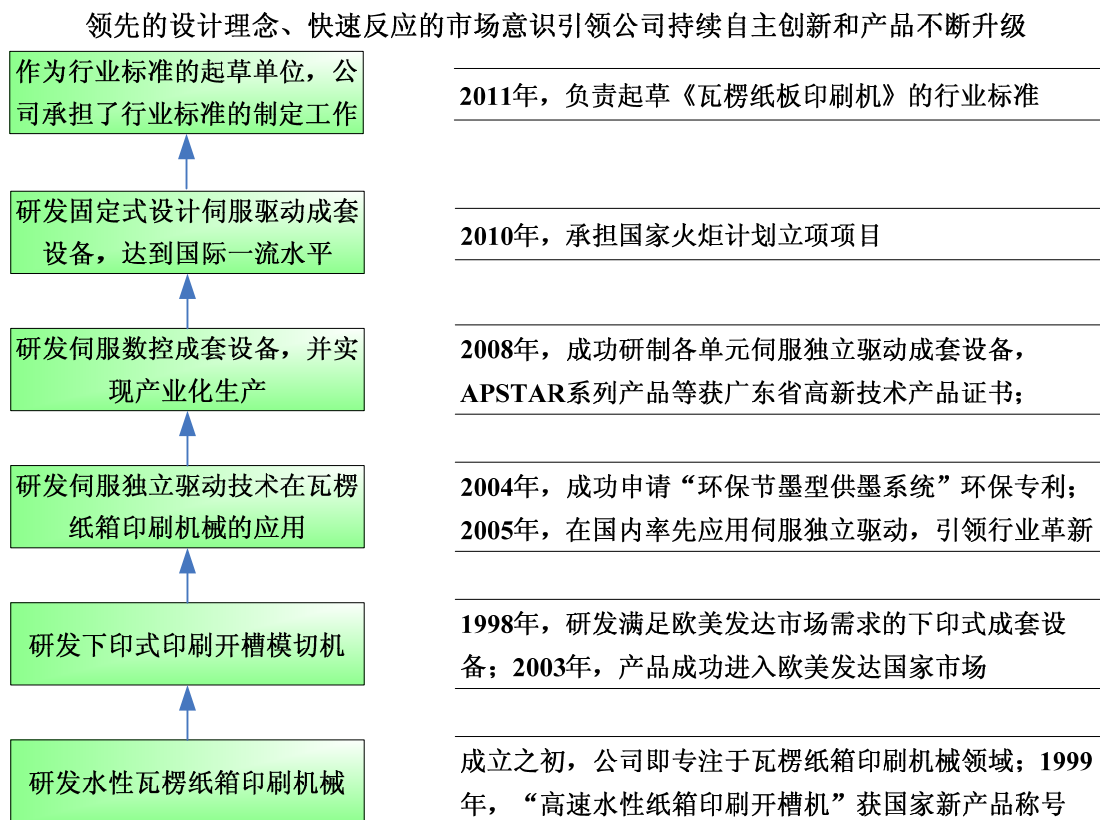 领先的设计理念、快速反应的市场意识引领公司持续自主创新和产品不断升级
作为行业标准的起草单位，公
司承担了行业标准的制定工作
2011年，负责起草《瓦楞纸板印刷机》的行业标准
研发固定式设计伺服驱动成套
设备，达到国际一流水平
2010年，承担国家火炬计划立项项目
研发伺服数控成套设备，并实
现产业化生产
2008年，成功研制各单元伺服独立驱动成套设备，
APSTAR系列产品等获广东省高新技术产品证书；
研发伺服独立驱动技术在瓦楞
纸箱印刷机械的应用
2004年，成功申请“环保节墨型供墨系统”环保专利；
2005年，在国内率先应用伺服独立驱动，引领行业革新
研发下印式印刷开槽模切机
1998年，研发满足欧美发达市场需求的下印式成套设
备；2003年，产品成功进入欧美发达国家市场
研发水性瓦楞纸箱印刷机械
成立之初，公司即专注于瓦楞纸箱印刷机械领域；1999
年，“高速水性纸箱印刷开槽机”获国家新产品称号